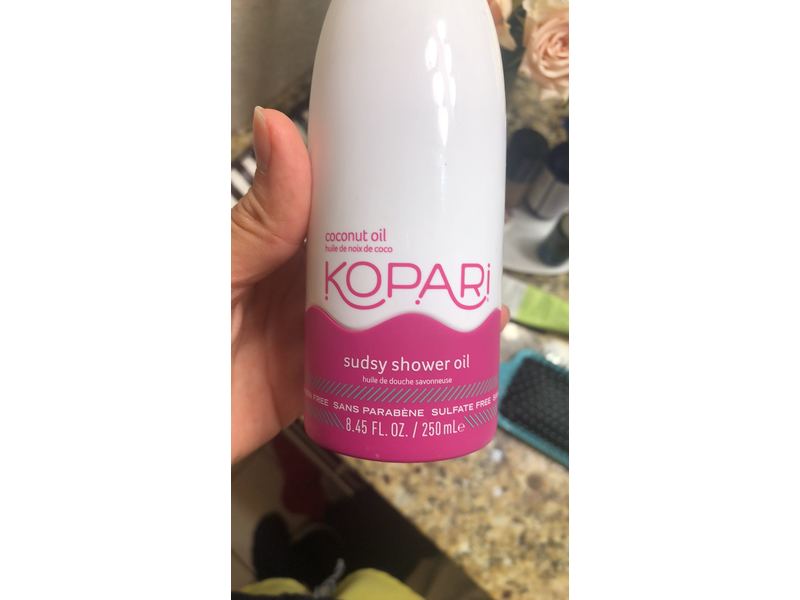 coconut oil
huile de noix de coco
KOPARi
sudsy shower oil
huile de douche savonneuse
FREE SANS PARABÈNE SULFATE FREE
8.45 FL. OZ. / 250 mL e